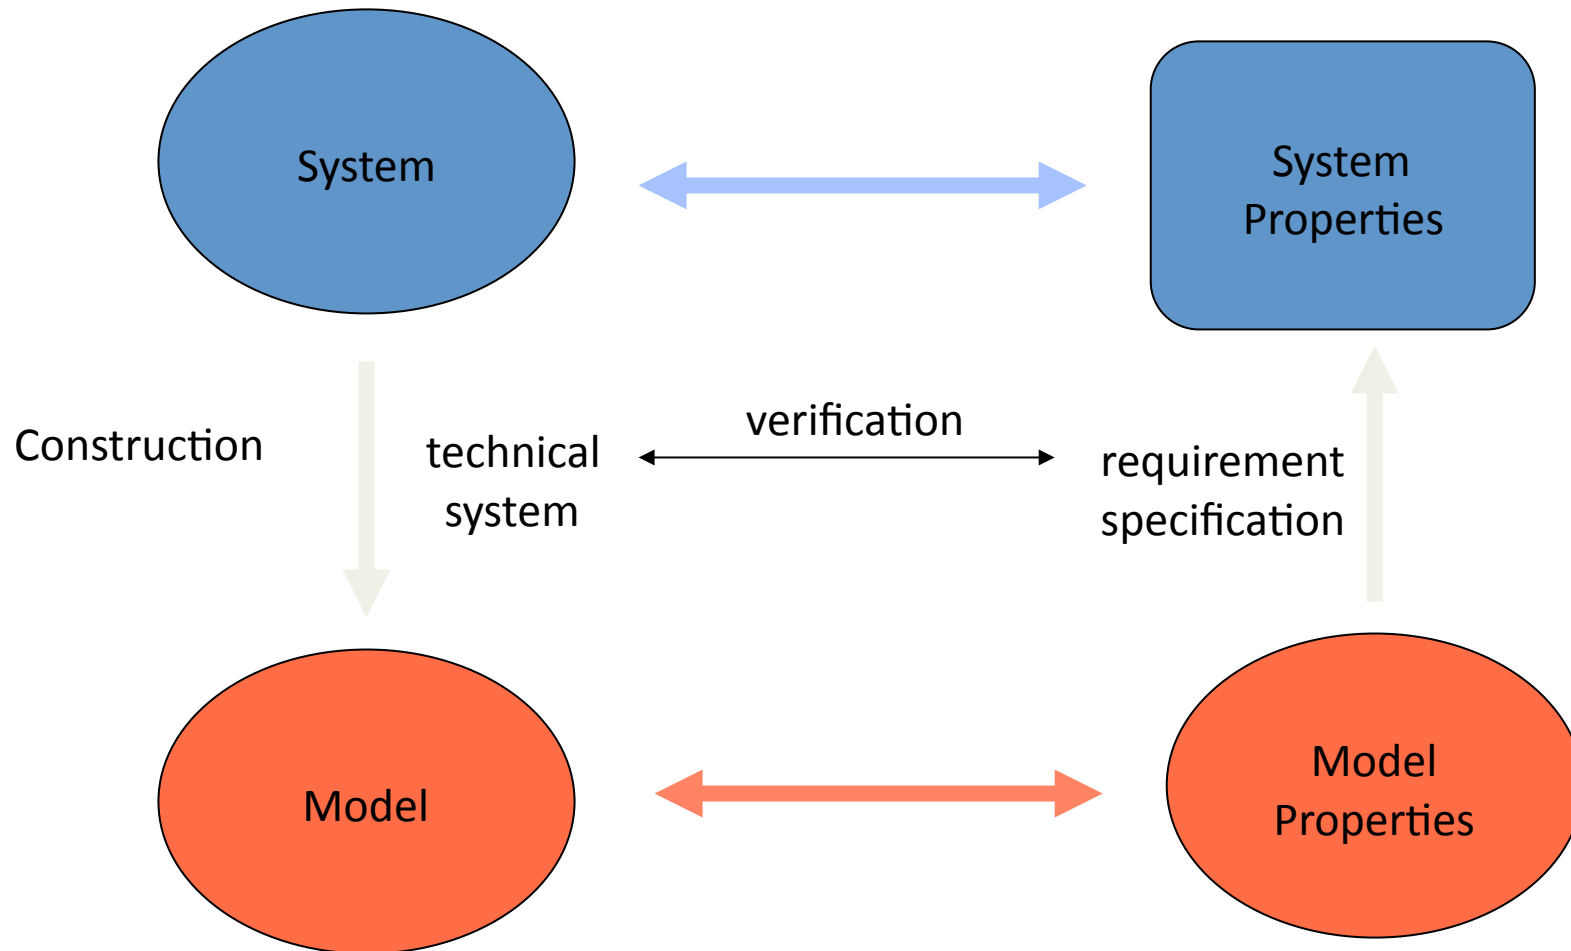 System
System
Properties
Construction
technical
system
verification
requirement
specification
Model
Model
Properties